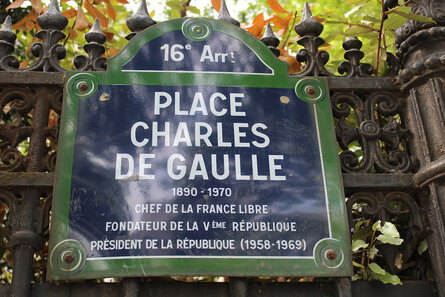 16e Arrt
PLACE
CHARLES
DE GAULLE
1890 - 1970
CHEF DE LA FRANCE LIBRE
FONDATEUR DE LA VÈME RÉPUBLIQUE
PRÉSIDENT DE LA RÉPUBLIQUE (1958-1969)